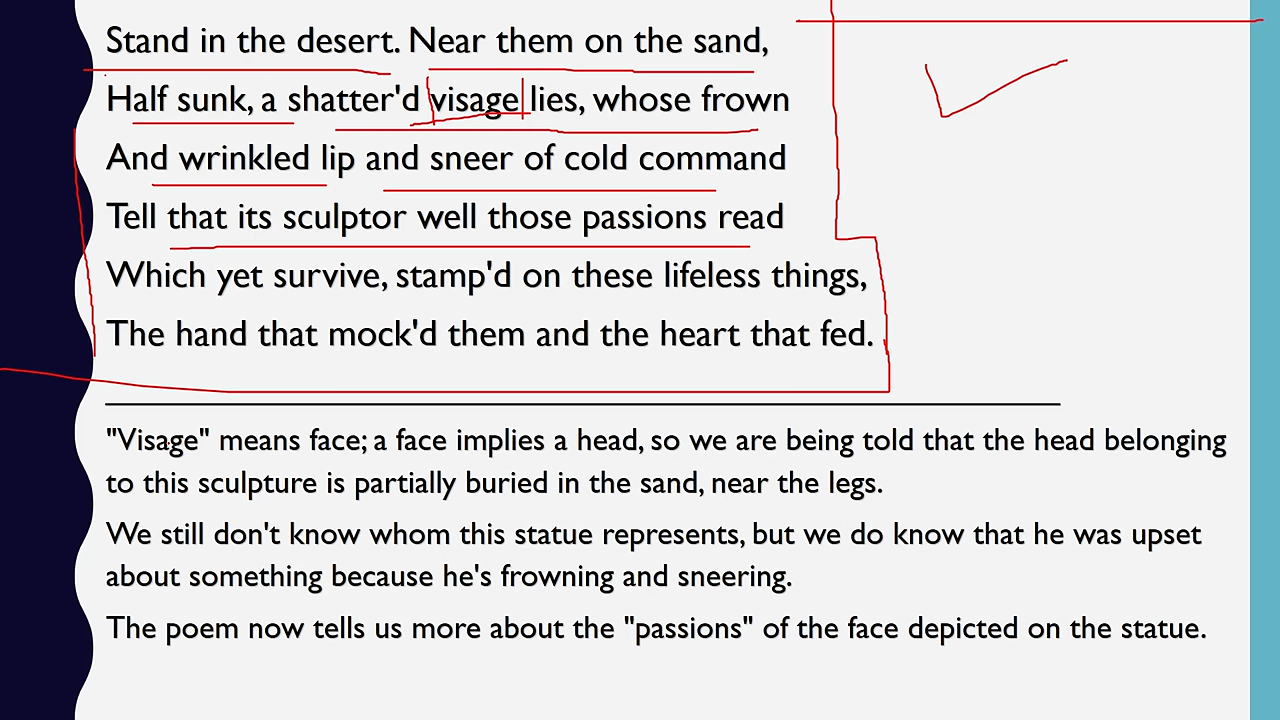 Stand in the desert. Near them on the sand,
Half sunk, a shatter'd visage lies, whose frown
And wrinkled lip and sneer of cold command
Tell that its sculptor well those passions read
Which yet survive, stamp'd on these lifeless things,
The hand that mock'd them and the heart that fed.
"Visage" means face; a face implies a head, so we are being told that the head belonging
to this sculpture is partially buried in the sand, near the legs.
We still don't know whom this statue represents, but we do know that he was upset
about something because he's frowning and sneering.
The poem now tells us more about the "passions" of the face depicted on the statue.